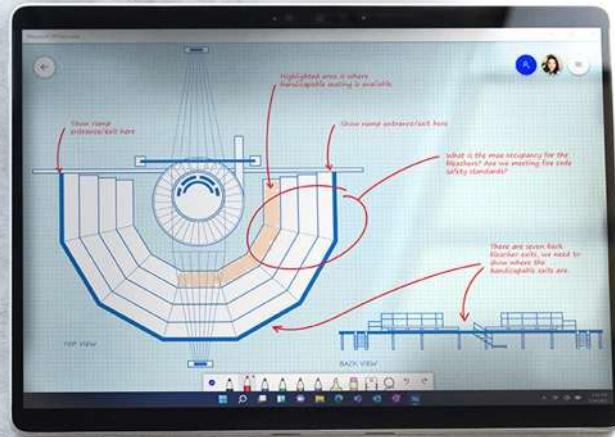 Microsoft Whiteboard
Highlighted area is where
handicapable seating is available.
Show ramp
entrance/exit here
Show ramp entrance/exit here
What is the max occupancy for the
bleachers? Are we meeting fire code
safety standards?
There are seven back
bleacher exits, we need to
show where the
handicapable exits are.
TOP VIEW
BACK VIEW